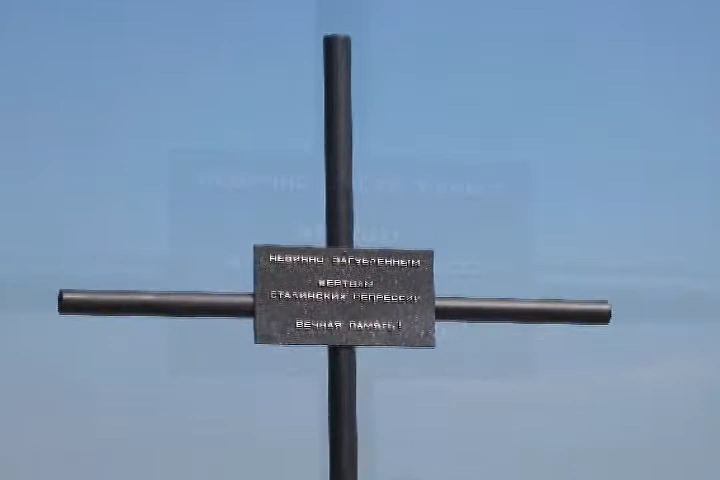 НЕВИННО ЗАГУБЛЕННЫМ
ЖЕРТВАМ
СТАЛИНСКИХ РЕПРЕССИЙ
ВЕЧНАЯ ПАМЯТЬ!